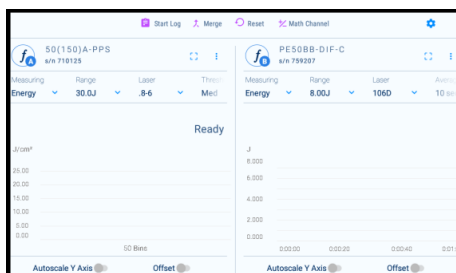 Start Log Merge Reset Math Channel
50(150)A-PPS
s/n 710125
Measuring Range Laser
Energy 30.0J .8-6 Med
Ready
J/cm²
25.00
20.00
15.00
10.00
5.00
0.00
50 Bins
Autoscale Y Axis Offset
PE50BB-DIF-C
s/n 759207
Measuring Range Laser
Energy 8.00J 106D 10 se
J
8.000
6.000
4.000
2.000
0.000
0:00:00 0:00:20 0:00:40
Autoscale Y Axis Offset